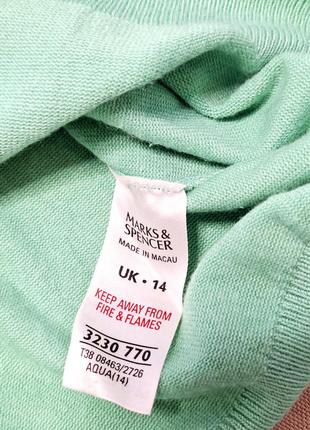 MARKS &
SPENCER
MADE IN MACAU
UK • 14
KEEP AWAY FROM
FIRE & FLAMES
3230 770
T38 08463/2726
AQUA(14)